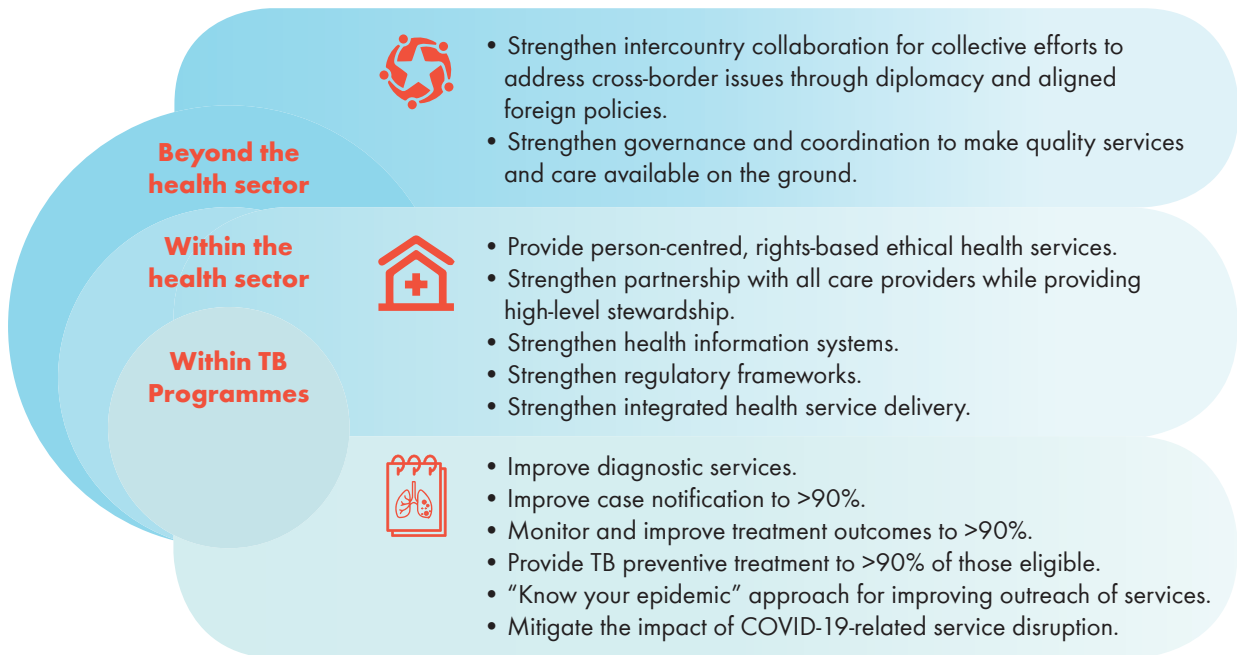 Beyond the
health sector
• Strengthen intercountry collaboration for collective efforts to
address cross-border issues through diplomacy and aligned
foreign policies.
• Strengthen governance and coordination to make quality services
and care available on the ground.
Within the
health sector
• Provide person-centred, rights-based ethical health services.
• Strengthen partnership with all care providers while providing
high-level stewardship.
• Strengthen health information systems.
• Strengthen regulatory frameworks.
• Strengthen integrated health service delivery.
Within TB
Programmes
• Improve diagnostic services.
• Improve case notification to >90%.
• Monitor and improve treatment outcomes to >90%.
• Provide TB preventive treatment to >90% of those eligible.
• “Know your epidemic” approach for improving outreach of services.
• Mitigate the impact of COVID-19-related service disruption.